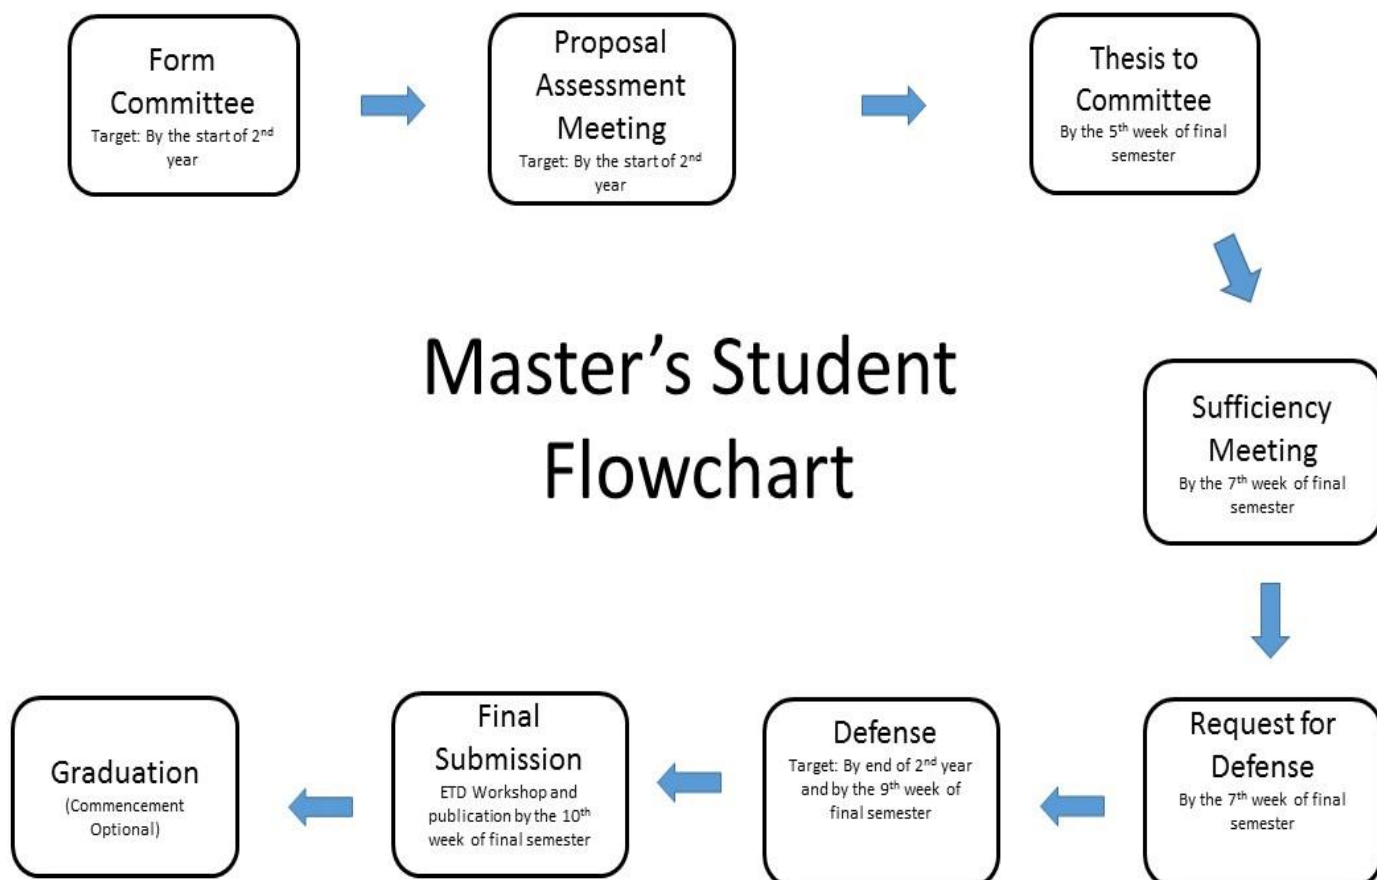 Form
Committee
Target: By the start of 2nd
year
Proposal
Assessment
Meeting
Target: By the start of 2nd
year
Thesis to
Committee
By the 5th week of final
semester
Master's Student
Flowchart
Sufficiency
Meeting
By the 7th week of final
semester
Request for
Defense
By the 7th week of final
semester
Defense
Target: By end of 2nd year
and by the 9th week of
final semester
Final
Submission
ETD Workshop and
publication by the 10th
week of final semester
Graduation
(Commencement
Optional)